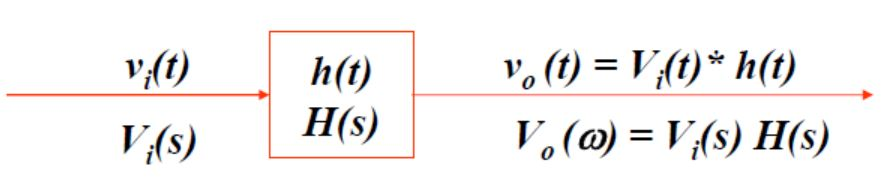 vᵢ(t)
Vᵢ(s)
h(t)
H(s)
vₒ(t) = Vᵢ(t)* h(t)
Vₒ(ω) = Vᵢ(s) H(s)